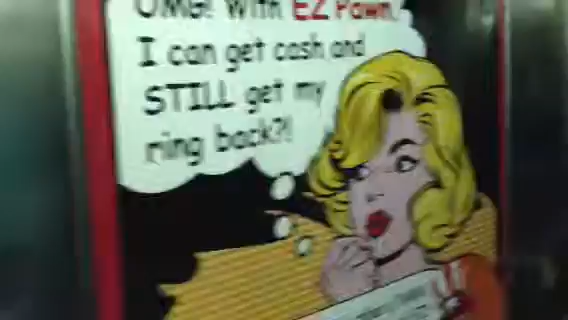 OMG! With EZ Pawn,
I can get cash and
STILL get my
ring back?!